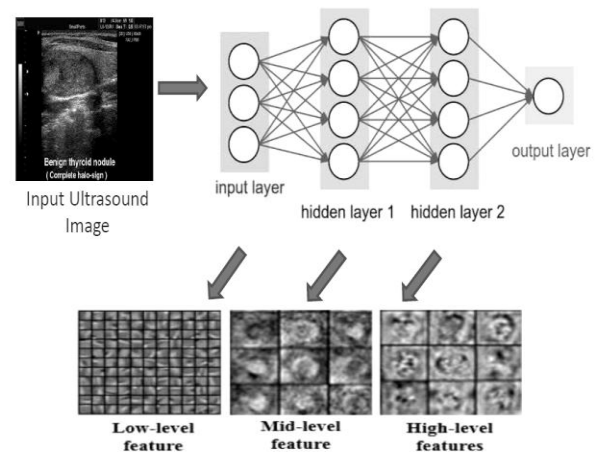 Benign thyroid nodule
( Complete halo-sign )
Input Ultrasound
Image
input layer
hidden layer 1
hidden layer 2
output layer
Low-level
feature
Mid-level
feature
High-level
features